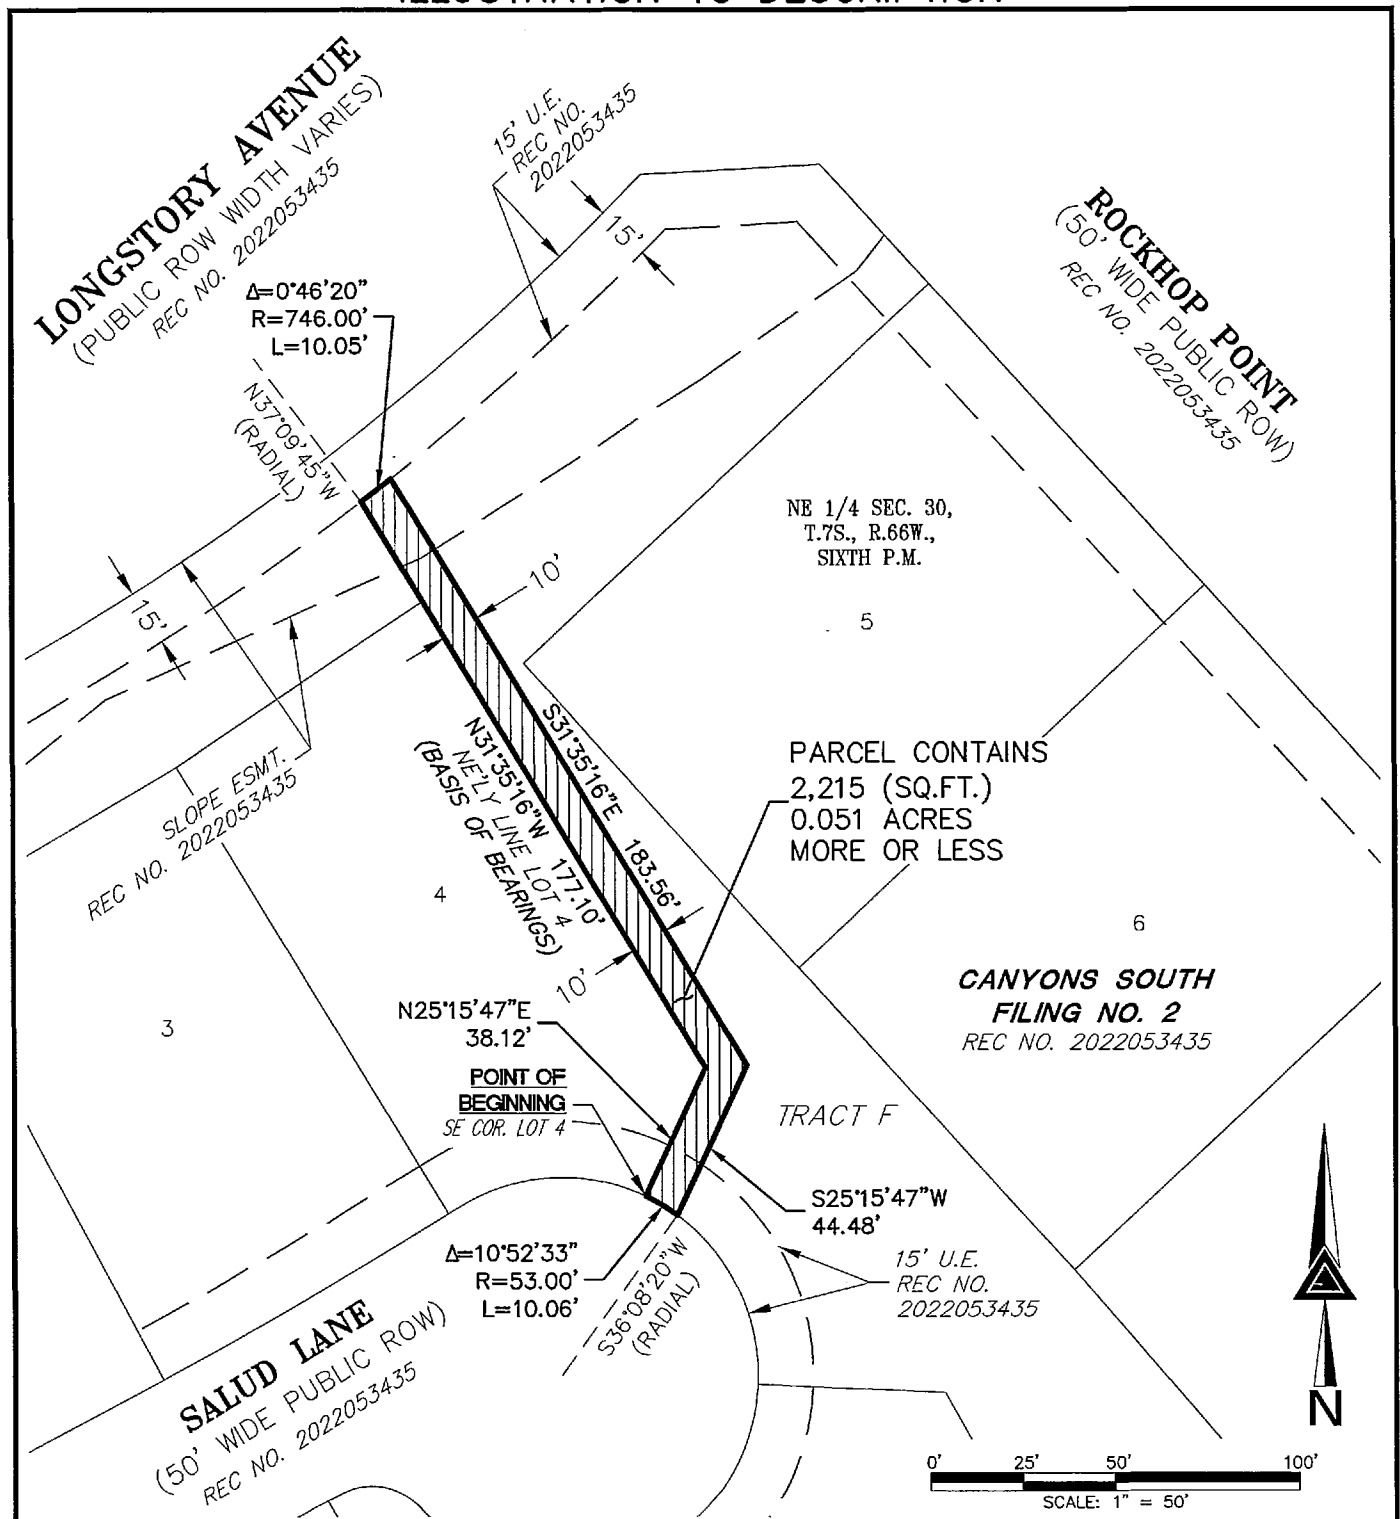 ILLUSTRATION TO DESCRIPTION
LONGSTORY AVENUE
(PUBLIC ROW WIDTH VARIES)
REC NO. 2022053435
15' U.E.
REC NO.
2022053435
15'
ROCKHOP POINT
(50' WIDE PUBLIC ROW)
REC NO. 2022053435
Δ=0°46'20"
R=746.00'
L=10.05'
N37°09'45"W
(RADIAL)
NE 1/4 SEC. 30,
T.7S., R.66W.,
SIXTH P.M.
15'
10'
5
S31°35'16"E 183.56'
N31°35'16"W 177.10'
NE'LY LINE LOT 4
(BASIS OF BEARINGS)
PARCEL CONTAINS
2,215 (SQ.FT.)
0.051 ACRES
MORE OR LESS
SLOPE ESMT.
REC NO. 2022053435
4
6
CANYONS SOUTH
FILING NO. 2
REC NO. 2022053435
10'
3
N25°15'47"E
38.12'
POINT OF
BEGINNING
SE COR. LOT 4
TRACT F
S25°15'47"W
44.48'
Δ=10°52'33"
R=53.00'
L=10.06'
S36°08'20"W
(RADIAL)
15' U.E.
REC NO.
2022053435
SALUD LANE
(50' WIDE PUBLIC ROW)
REC NO. 2022053435
N
0' 25' 50' 100'
SCALE: 1" = 50'